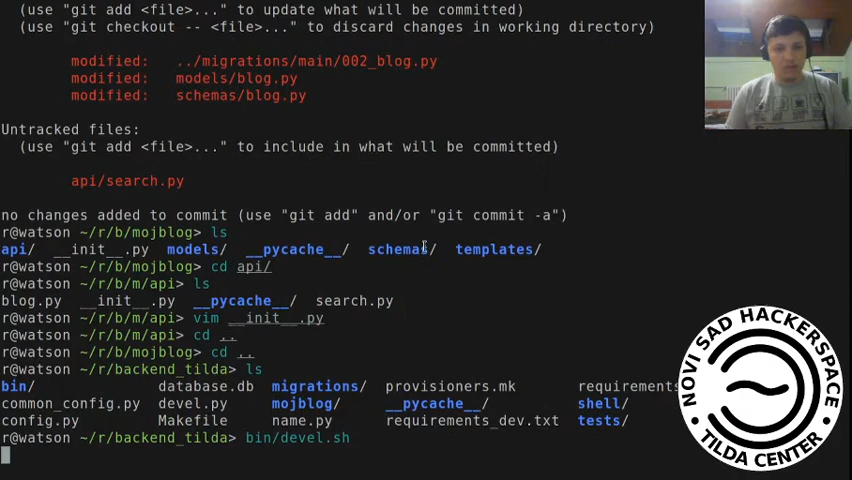 (use "git add <file>..." to update what will be committed)
(use "git checkout -- <file>..." to discard changes in working directory)
modified: ../migrations/main/002_blog.py
modified: models/blog.py
modified: schemas/blog.py
Untracked files:
(use "git add <file>..." to include in what will be committed)
api/search.py
no changes added to commit (use "git add" and/or "git commit -a")
r@watson ~/r/b/mojblog> ls
api/ __init__.py models/ __pycache__/ schemas/ templates/
r@watson ~/r/b/mojblog> cd api/
r@watson ~/r/b/m/api> ls
blog.py __init__.py __pycache__/ search.py
r@watson ~/r/b/m/api> vim __init__.py
r@watson ~/r/b/m/api> cd ..
r@watson ~/r/b/mojblog> cd ..
r@watson ~/r/backend_tilda> ls
bin/ database.db migrations/ provisioners.mk requirements
common_config.py devel.py mojblog/ __pycache__/ shell/
config.py Makefile name.py requirements_dev.txt tests/
r@watson ~/r/backend_tilda> bin/devel.sh
NOVI SAD HACKERSPACE
TILDA CENTER